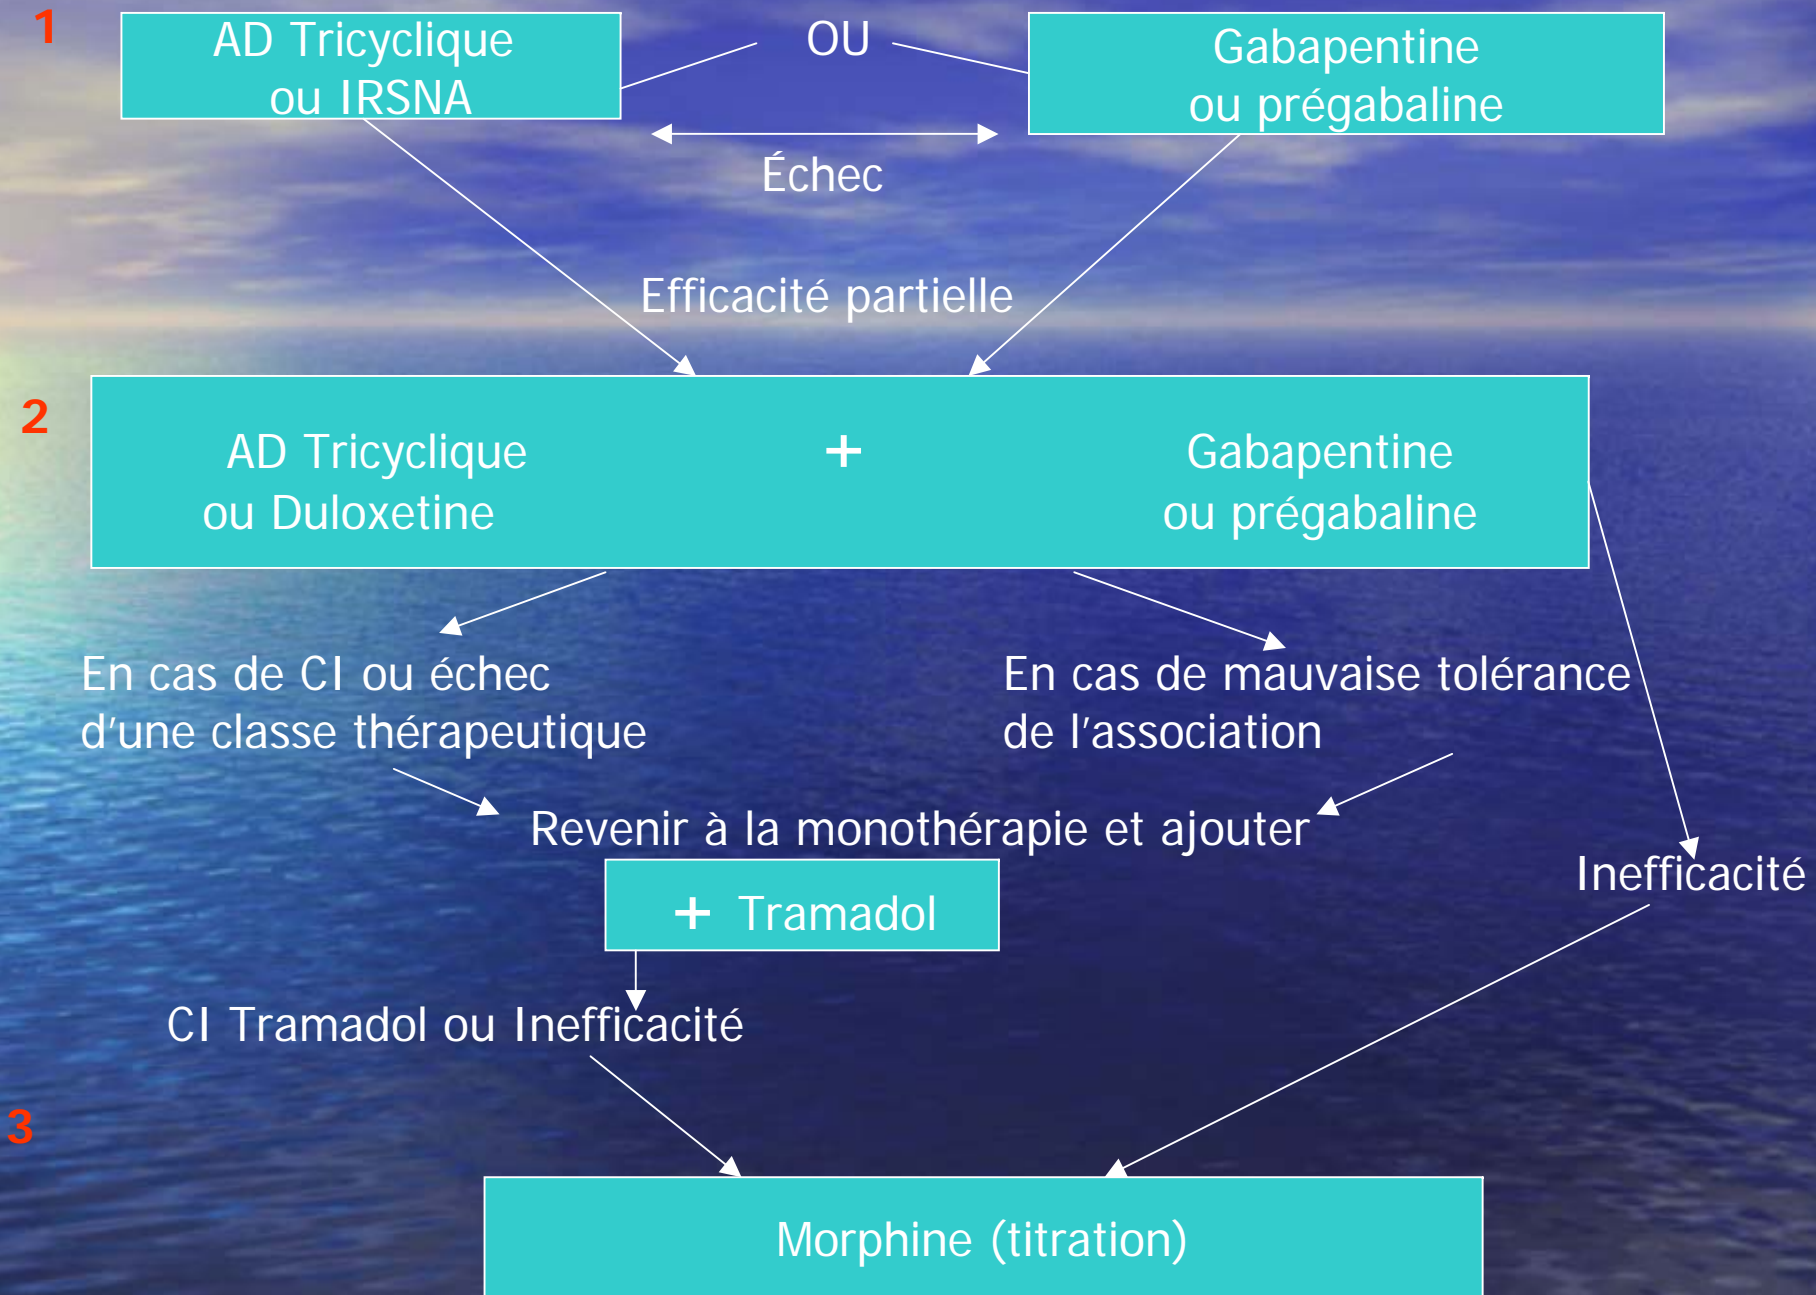 1
AD Tricyclique
ou IRSNA
OU
Gabapentine
ou prégabaline
Échec
Efficacité partielle
2
AD Tricyclique
ou Duloxetine
+
Gabapentine
ou prégabaline
En cas de CI ou échec
d'une classe thérapeutique
En cas de mauvaise tolérance
de l'association
Revenir à la monothérapie et ajouter
+ Tramadol
Inefficacité
CI Tramadol ou Inefficacité
3
Morphine (titration)